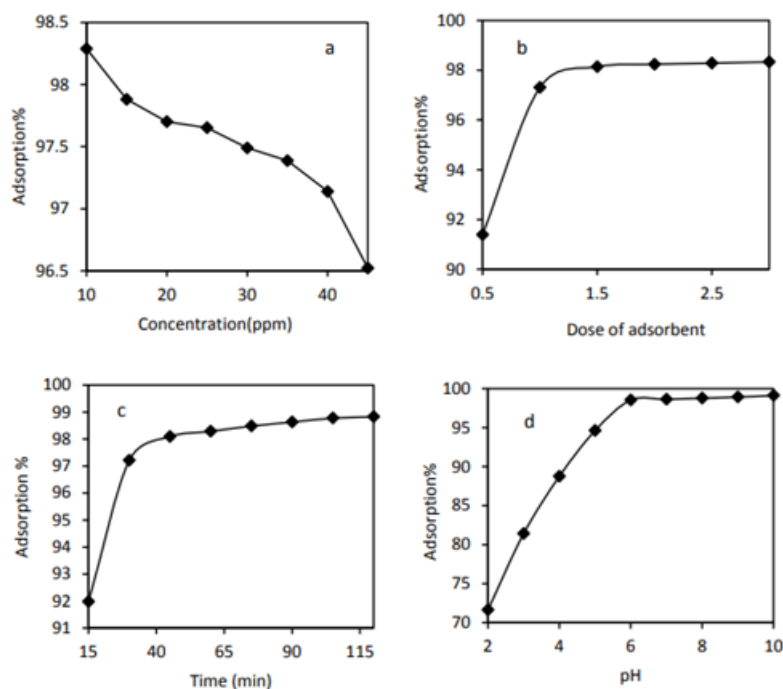 a
98.5
98
97.5
97
96.5
Adsorption%
10 20 30 40
Concentration(ppm)
b
100
98
96
94
92
90
Adsorption%
0.5 1.5 2.5
Dose of adsorbent
c
100
99
98
97
96
95
94
93
92
91
Adsorption %
15 40 65 90 115
Time (min)
d
100
95
90
85
80
75
70
Adsorption%
2 4 6 8 10
pH